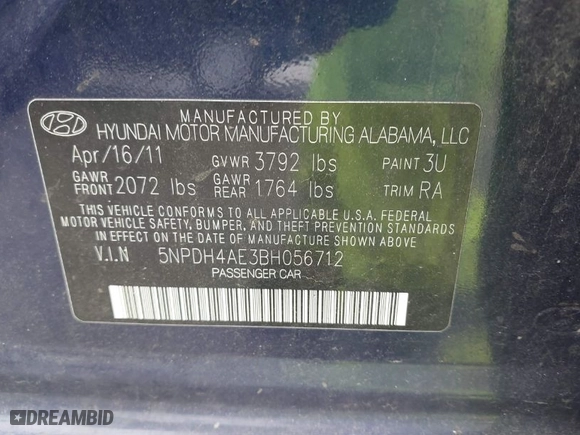 MANUFACTURED BY
HYUNDAI MOTOR MANUFACTURING ALABAMA, LLC
Apr/16/11 GVWR 3792 lbs PAINT 3U
GAWR FRONT 2072 lbs GAWR REAR 1764 lbs TRIM RA
THIS VEHICLE CONFORMS TO ALL APPLICABLE U.S.A. FEDERAL
MOTOR VEHICLE SAFETY, BUMPER, AND THEFT PREVENTION
STANDARDS IN EFFECT ON THE DATE OF MANUFACTURE SHOWN ABOVE.
V.I.N 5NPDH4AE3BH056712
PASSENGER CAR
DREAMBID